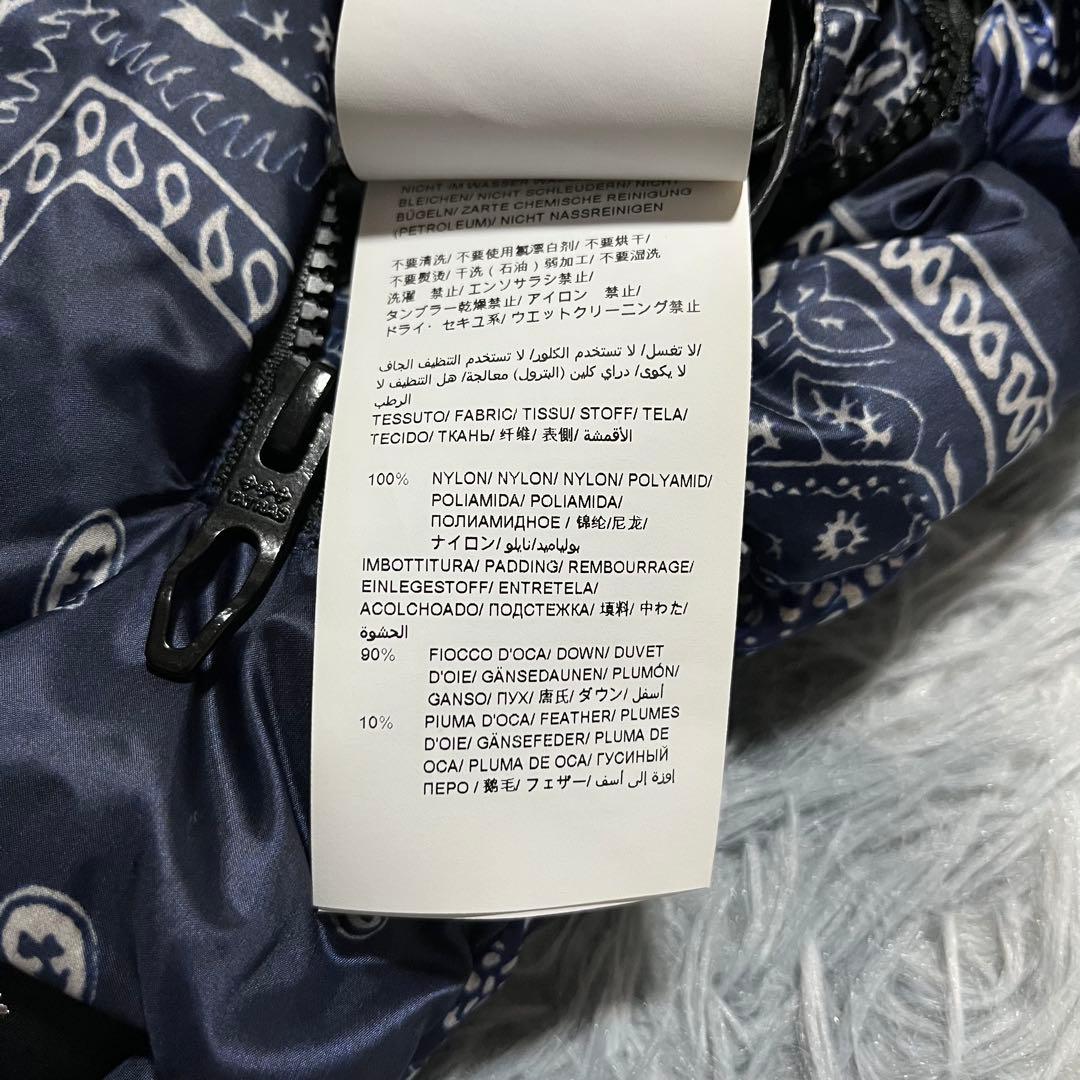 NICHT IM WASSER
BLEICHEN/ NICHT SCHLEUDERN/ NICHT
BÜGELN/ ZARTE CHEMISCHE REINIGUNG
(PETROLEUM)/ NICHT NASSREINIGEN
不要清洗/ 不要使用氯漂白剂/ 不要烘干/
不要熨烫/ 干洗 ( 石油 ) 弱加工/ 不要湿洗
洗濯 禁止/ エンソサラシ禁止/
タンブラー乾燥禁止/ アイロン 禁止/
ドライ・セキユ系/ ウエットクリーニング禁止
لا تغسل/ لا تستخدم الكلور/ لا تستخدم التنظيف الجاف/
لا يكوى/ دراي كلين (البترول) معالجة/ هل التنظيف لا
الرطب
TESSUTO/ FABRIC/ TISSU/ STOFF/ TELA/
TECIDO/ ТКАНЬ/ 纤维/ 表側/ الأقمشة
100% NYLON/ NYLON/ NYLON/ POLYAMID/
POLIAMIDA/ POLIAMIDA/
ПОЛИАМИДНОЕ / 锦纶/尼龙/
ナイロン/ بولياميد/نايلو
IMBOTTITURA/ PADDING/ REMBOURRAGE/
EINLEGESTOFF/ ENTRETELA/
ACOLCHOADO/ ПОДСТЕЖКА/ 填料/ 中わた/
الحشوة
90% FIOCCO D'OCA/ DOWN/ DUVET
D'OIE/ GÄNSEDAUNEN/ PLUMÓN/
GANSO/ ПУХ/ 唐氏/ ダウン/ أسفل
10% PIUMA D'OCA/ FEATHER/ PLUMES
D'OIE/ GÄNSEFEDER/ PLUMA DE
OCA/ PLUMA DE OCA/ ГУСИНЫЙ
ПЕРО / 鹅毛/ フェザー/ اوزة إلى أسف
TATRAS